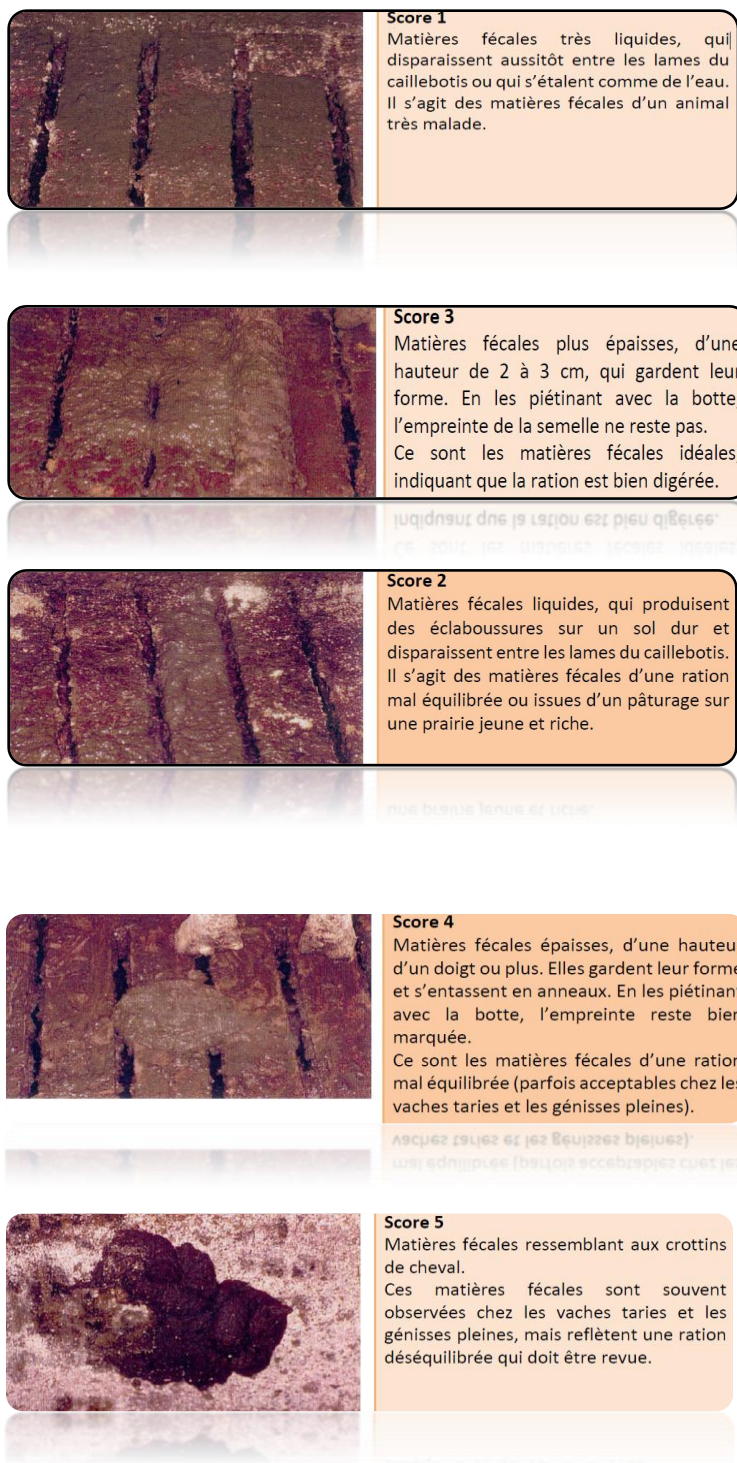 Score 1
Matières fécales très liquides, qui
disparaissent aussitôt entre les lames du
caillebotis ou qui s’étalent comme de l’eau.
Il s’agit des matières fécales d’un animal
très malade.
Score 3
Matières fécales plus épaisses, d’une
hauteur de 2 à 3 cm, qui gardent leur
forme. En les piétinant avec la botte,
l’empreinte de la semelle ne reste pas.
Ce sont les matières fécales idéales,
indiquant que la ration est bien digérée.
Score 2
Matières fécales liquides, qui produisent
des éclaboussures sur un sol dur et
disparaissent entre les lames du caillebotis.
Il s’agit des matières fécales d’une ration
mal équilibrée ou issues d’un pâturage sur
une prairie jeune et riche.
Score 4
Matières fécales épaisses, d’une hauteur
d’un doigt ou plus. Elles gardent leur forme
et s’entassent en anneaux. En les piétinant
avec la botte, l’empreinte reste bien
marquée.
Ce sont les matières fécales d’une ration
mal équilibrée (parfois acceptables chez les
vaches taries et les génisses pleines).
Score 5
Matières fécales ressemblant aux crottins
de cheval.
Ces matières fécales sont souvent
observées chez les vaches taries et les
génisses pleines, mais reflètent une ration
déséquilibrée qui doit être revue.